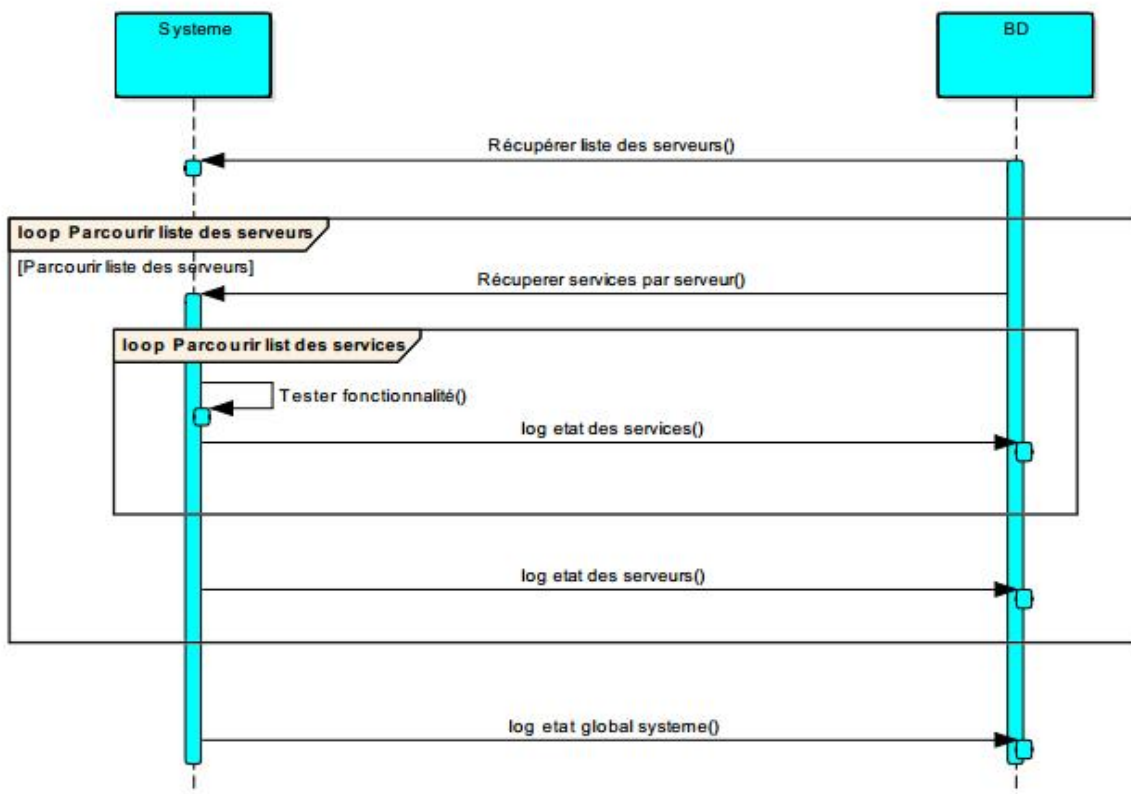 Systeme
BD
Récupérer liste des serveurs()
loop Parcourir liste des serveurs
[Parcourir liste des serveurs]
Récuperer services par serveur()
loop Parcourir list des services
Tester fonctionnalité()
log etat des services()
log etat des serveurs()
log etat global systeme()